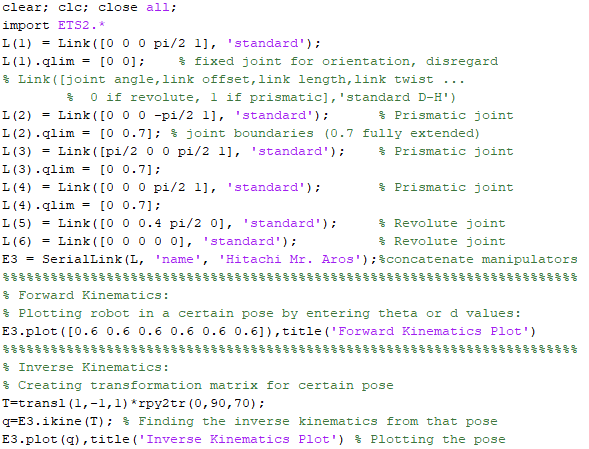 clear; clc; close all;
import ETS2.*
L(1) = Link([0 0 0 pi/2 1], 'standard');
L(1).qlim = [0 0]; % fixed joint for orientation, disregard
% Link([joint angle,link offset,link length,link twist ...
% 0 if revolute, 1 if prismatic],'standard D-H')
L(2) = Link([0 0 0 -pi/2 1], 'standard'); % Prismatic joint
L(2).qlim = [0 0.7]; % joint boundaries (0.7 fully extended)
L(3) = Link([pi/2 0 0 pi/2 1], 'standard'); % Prismatic joint
L(3).qlim = [0 0.7];
L(4) = Link([0 0 0 pi/2 1], 'standard'); % Prismatic joint
L(4).qlim = [0 0.7];
L(5) = Link([0 0 0.4 pi/2 0], 'standard'); % Revolute joint
L(6) = Link([0 0 0 0 0], 'standard'); % Revolute joint
E3 = SerialLink(L, 'name', 'Hitachi Mr. Aros');%concatenate manipulators
%%%%%%%%%%%%%%%%%%%%%%%%%%%%%%%%%%%%%%%%%%%%%%%%%%%%%%%%%%%%%%%%%%%%%%%%%%
% Forward Kinematics:
% Plotting robot in a certain pose by entering theta or d values:
E3.plot([0.6 0.6 0.6 0.6 0.6 0.6]),title('Forward Kinematics Plot')
%%%%%%%%%%%%%%%%%%%%%%%%%%%%%%%%%%%%%%%%%%%%%%%%%%%%%%%%%%%%%%%%%%%%%%%%%%
% Inverse Kinematics:
% Creating transformation matrix for certain pose
T=transl(1,-1,1)*rpy2tr(0,90,70);
q=E3.ikine(T); % Finding the inverse kinematics from that pose
E3.plot(q),title('Inverse Kinematics Plot') % Plotting the pose